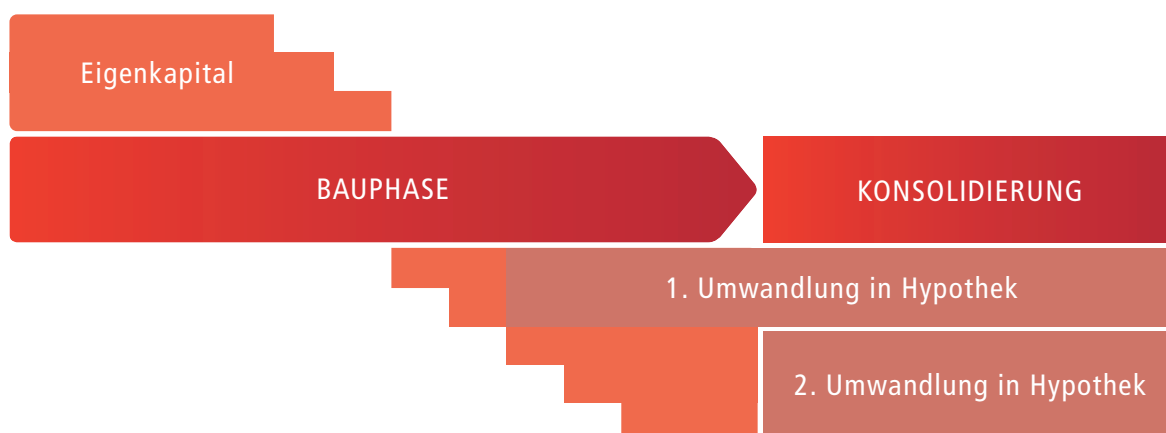 Eigenkapital
BAUPHASE
KONSOLIDIERUNG
1. Umwandlung in Hypothek
2. Umwandlung in Hypothek